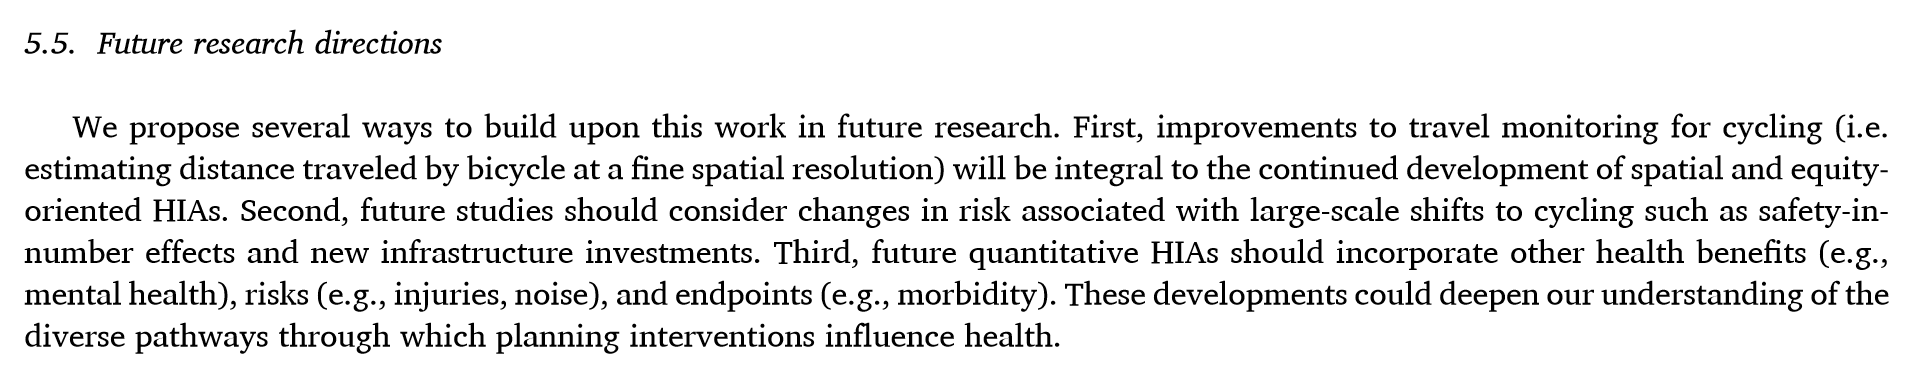 5.5. Future research directions
We propose several ways to build upon this work in future research. First, improvements to travel monitoring for cycling (i.e.
estimating distance traveled by bicycle at a fine spatial resolution) will be integral to the continued development of spatial and equity-
oriented HIAs. Second, future studies should consider changes in risk associated with large-scale shifts to cycling such as safety-in-
number effects and new infrastructure investments. Third, future quantitative HIAs should incorporate other health benefits (e.g.,
mental health), risks (e.g., injuries, noise), and endpoints (e.g., morbidity). These developments could deepen our understanding of the
diverse pathways through which planning interventions influence health.